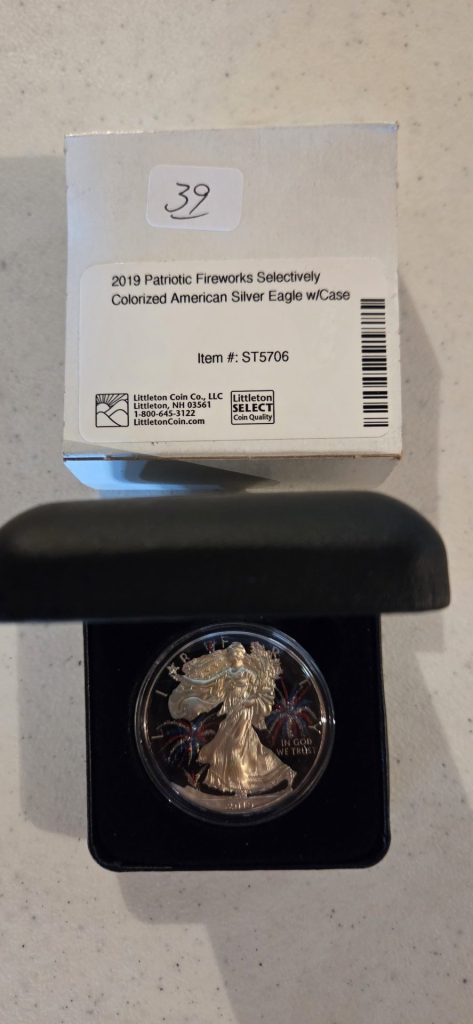 39
2019 Patriotic Fireworks Selectively
Colorized American Silver Eagle w/Case
Item #: ST5706
Littleton Coin Co., LLC
Littleton, NH 03561
1-800-645-3122
LittletonCoin.com
Littleton
SELECT
Coin Quality
IN GOD
WE TRUST
2019